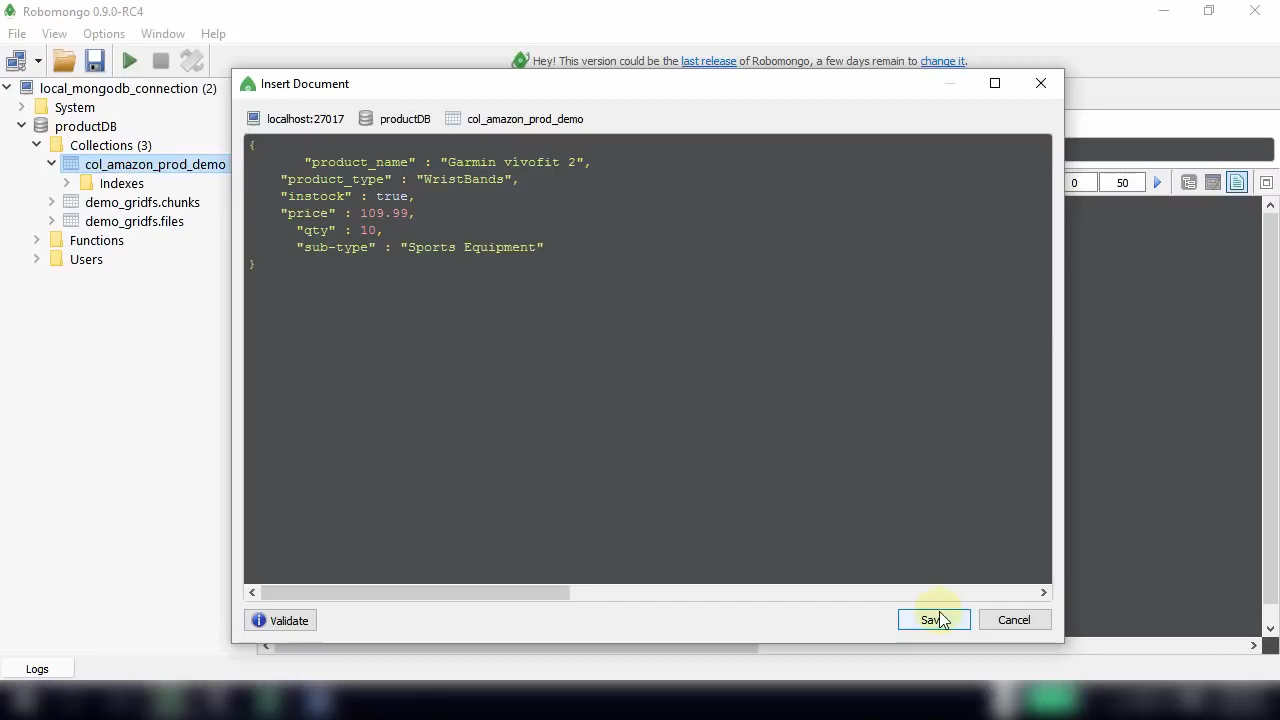 Robomongo 0.9.0-RC4
File View Options Window Help
Hey! This version could be the last release of Robomongo, a few days remain to change it.
local_mongodb_connection (2)
System
productDB
Collections (3)
col_amazon_prod_demo
Indexes
demo_gridfs.chunks
demo_gridfs.files
Functions
Users
Insert Document
localhost:27017 productDB col_amazon_prod_demo
{
"product_name" : "Garmin vivofit 2",
"product_type" : "WristBands",
"instock" : true,
"price" : 109.99,
"qty" : 10,
"sub-type" : "Sports Equipment"
}
0 50
Validate
Save
Cancel
Logs